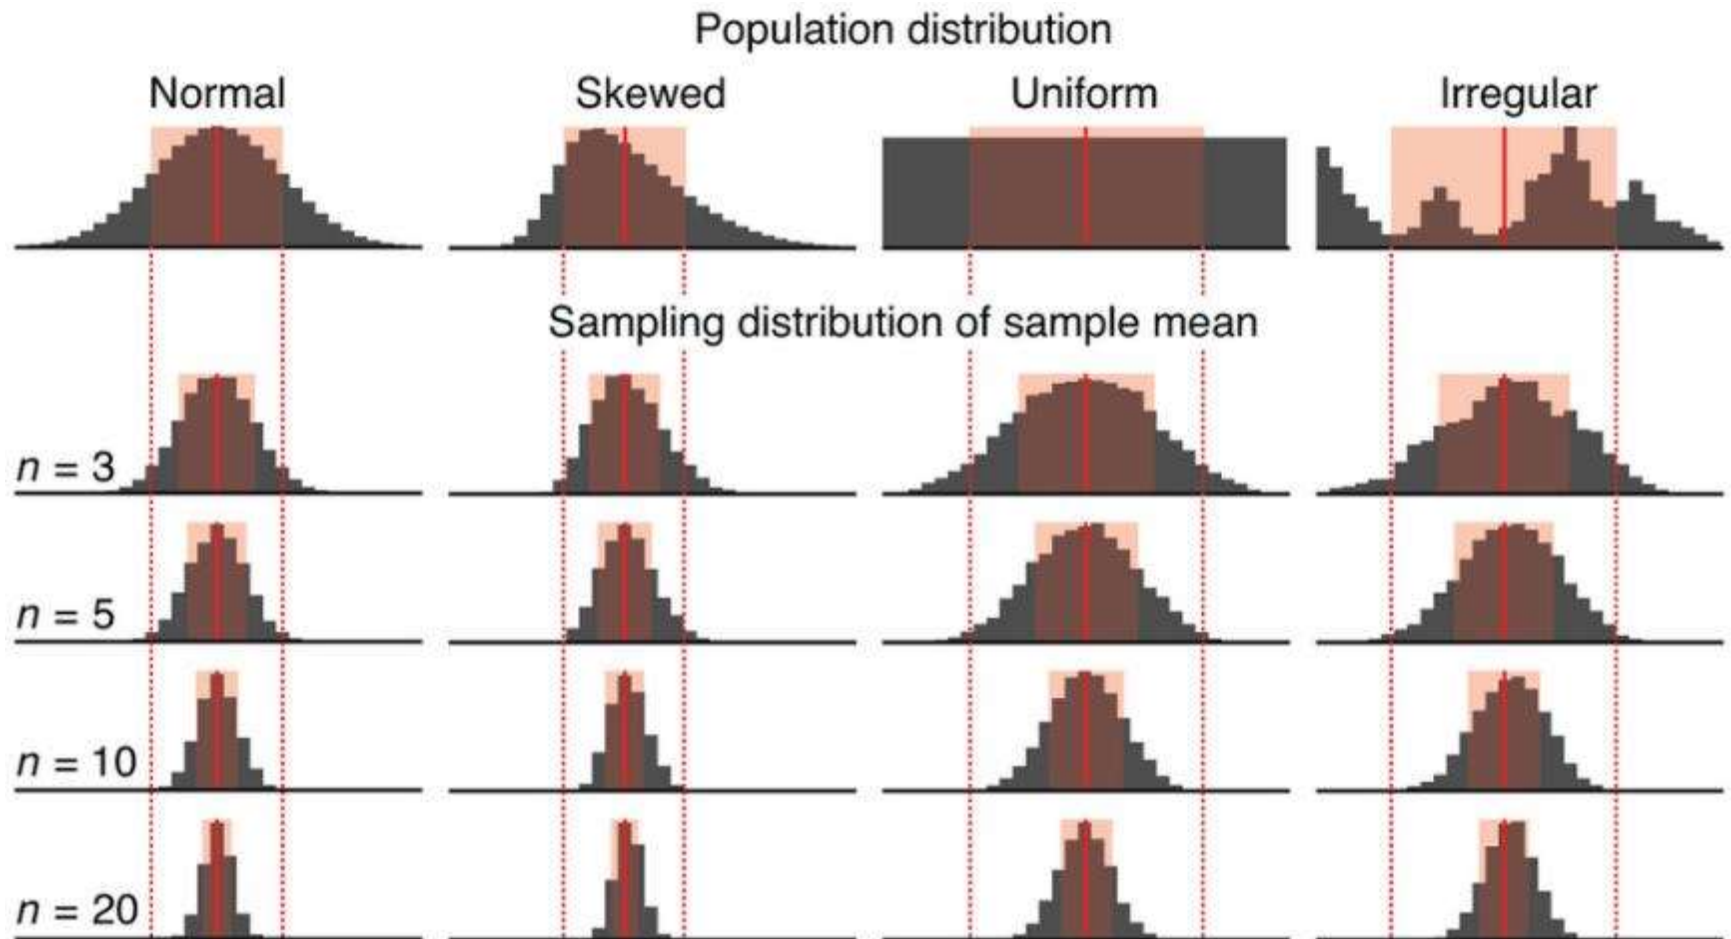 Population distribution
Normal Skewed Uniform Irregular
Sampling distribution of sample mean
n = 3
n = 5
n = 10
n = 20